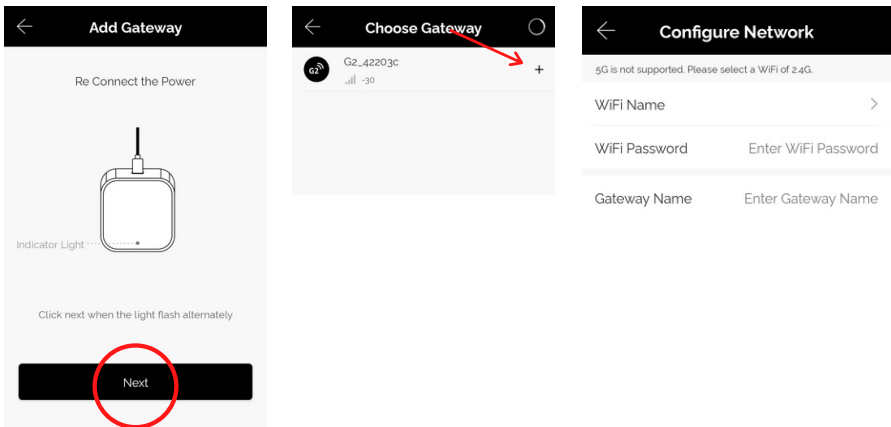 Add Gateway
Re Connect the Power
Indicator Light
Click next when the light flash alternately
Next
Choose Gateway
G2
G2_42203c
-30
+
Configure Network
5G is not supported. Please select a WiFi of 2.4G.
WiFi Name
WiFi Password Enter WiFi Password
Gateway Name Enter Gateway Name